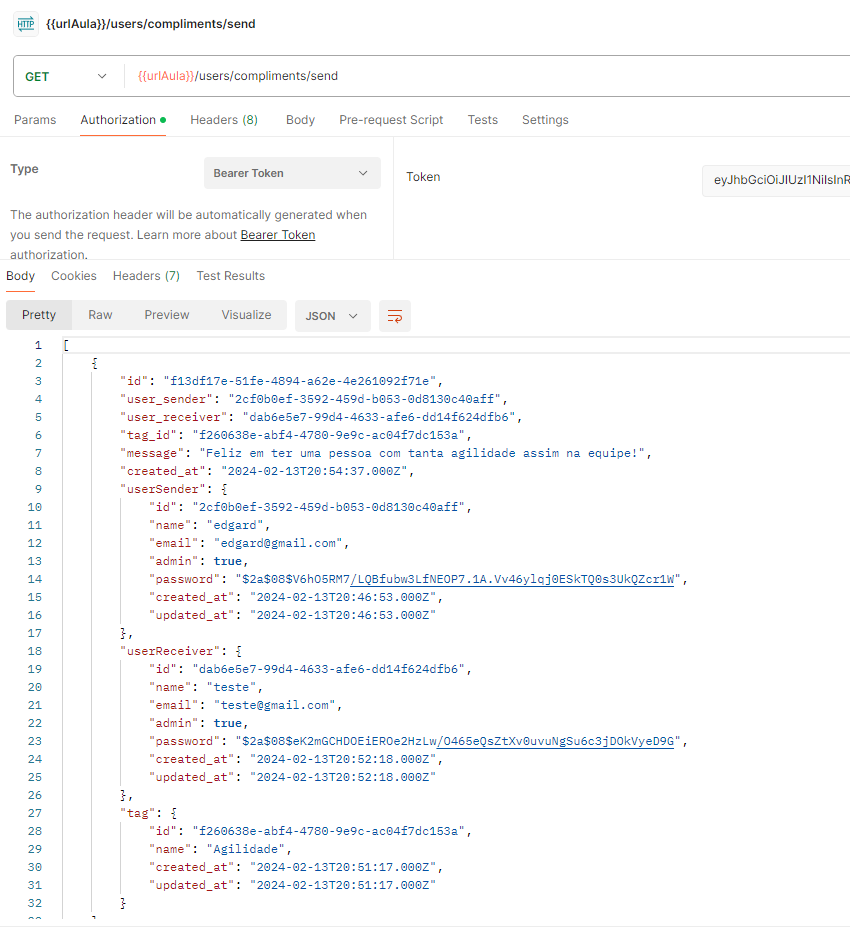 HTTP {{urlAula}}/users/compliments/send
GET {{urlAula}}/users/compliments/send
Params Authorization Headers (8) Body Pre-request Script Tests Settings
Type Bearer Token
Token eyJhbGciOiJIUzI1NiIsInR
The authorization header will be automatically generated when
you send the request. Learn more about Bearer Token
authorization.
Body Cookies Headers (7) Test Results
Pretty Raw Preview Visualize JSON
1 [
2 {
3 "id": "f13df17e-51fe-4894-a62e-4e261092f71e",
4 "user_sender": "2cf0b0ef-3592-459d-b053-0d8130c40aff",
5 "user_receiver": "dab6e5e7-99d4-4633-afe6-dd14f624dfb6",
6 "tag_id": "f260638e-abf4-4780-9e9c-ac04f7dc153a",
7 "message": "Feliz em ter uma pessoa com tanta agilidade assim na equipe!",
8 "created_at": "2024-02-13T20:54:37.000Z",
9 "userSender": {
10 "id": "2cf0b0ef-3592-459d-b053-0d8130c40aff",
11 "name": "edgard",
12 "email": "edgard@gmail.com",
13 "admin": true,
14 "password": "$2a$08$V6hO5RM7/LQBfubw3LfNEOP7.1A.Vv46ylqj0ESkTQ0s3UkQZcr1W",
15 "created_at": "2024-02-13T20:46:53.000Z",
16 "updated_at": "2024-02-13T20:46:53.000Z"
17 },
18 "userReceiver": {
19 "id": "dab6e5e7-99d4-4633-afe6-dd14f624dfb6",
20 "name": "teste",
21 "email": "teste@gmail.com",
22 "admin": true,
23 "password": "$2a$08$eK2mGCHDOEiEROe2HzLw/O465eQsZtXv0uvuNgSu6c3jDOkVyeD9G",
24 "created_at": "2024-02-13T20:52:18.000Z",
25 "updated_at": "2024-02-13T20:52:18.000Z"
26 },
27 "tag": {
28 "id": "f260638e-abf4-4780-9e9c-ac04f7dc153a",
29 "name": "Agilidade",
30 "created_at": "2024-02-13T20:51:17.000Z",
31 "updated_at": "2024-02-13T20:51:17.000Z"
32 }